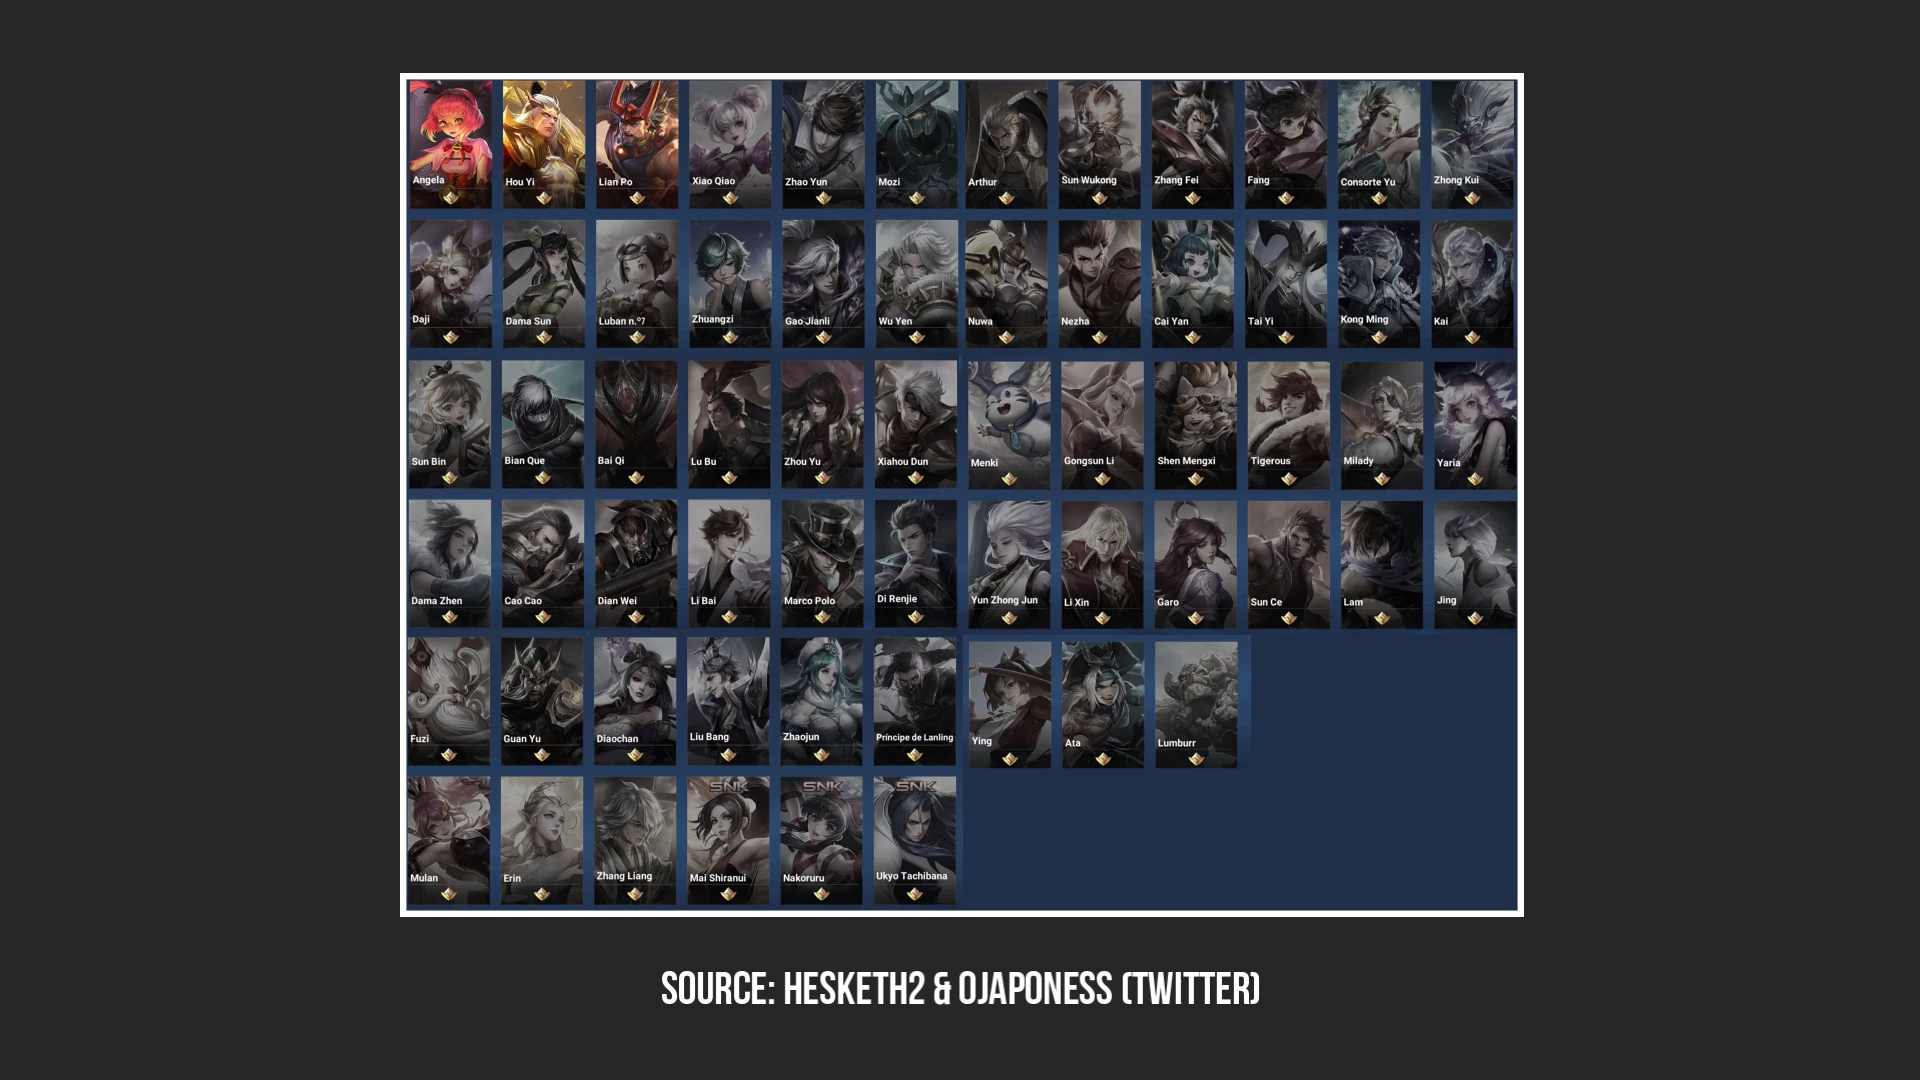 Angela
Hou Yi
Lian Po
Xiao Qiao
Zhao Yun
Mozi
Arthur
Sun Wukong
Zhang Fei
Fang
Consorte Yu
Zhong Kui
Daji
Dama Sun
Luban n.º7
Zhuangzi
Gao Jianli
Wu Yen
Nuwa
Nezha
Cai Yan
Tai Yi
Kong Ming
Kai
Sun Bin
Bian Que
Bai Qi
Lu Bu
Zhou Yu
Xiahou Dun
Menki
Gongsun Li
Shen Mengxi
Tigerous
Milady
Yaria
Dama Zhen
Cao Cao
Dian Wei
Li Bai
Marco Polo
Di Renjie
Yun Zhong Jun
Li Xin
Garo
Sun Ce
Lam
Jing
Fuzi
Guan Yu
Diaochan
Liu Bang
Zhaojun
Príncipe de Lanling
Ying
Ata
Lumburr
Mulan
Erin
Zhang Liang
SNK
Mai Shiranui
SNK
Nakoruru
SNK
Ukyo Tachibana
SOURCE: HESKETH2 & OJAPONESS (TWITTER)